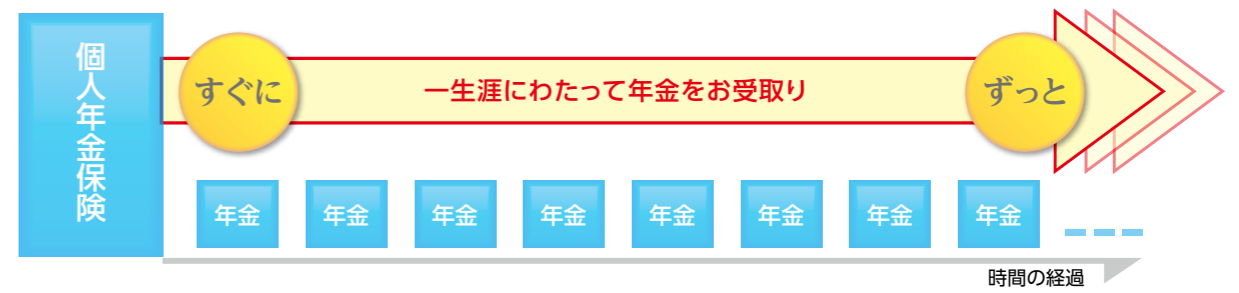 個人年金保険
すぐに
一生涯にわたって年金をお受取り
ずっと
年金
年金
年金
年金
年金
年金
年金
年金
時間の経過